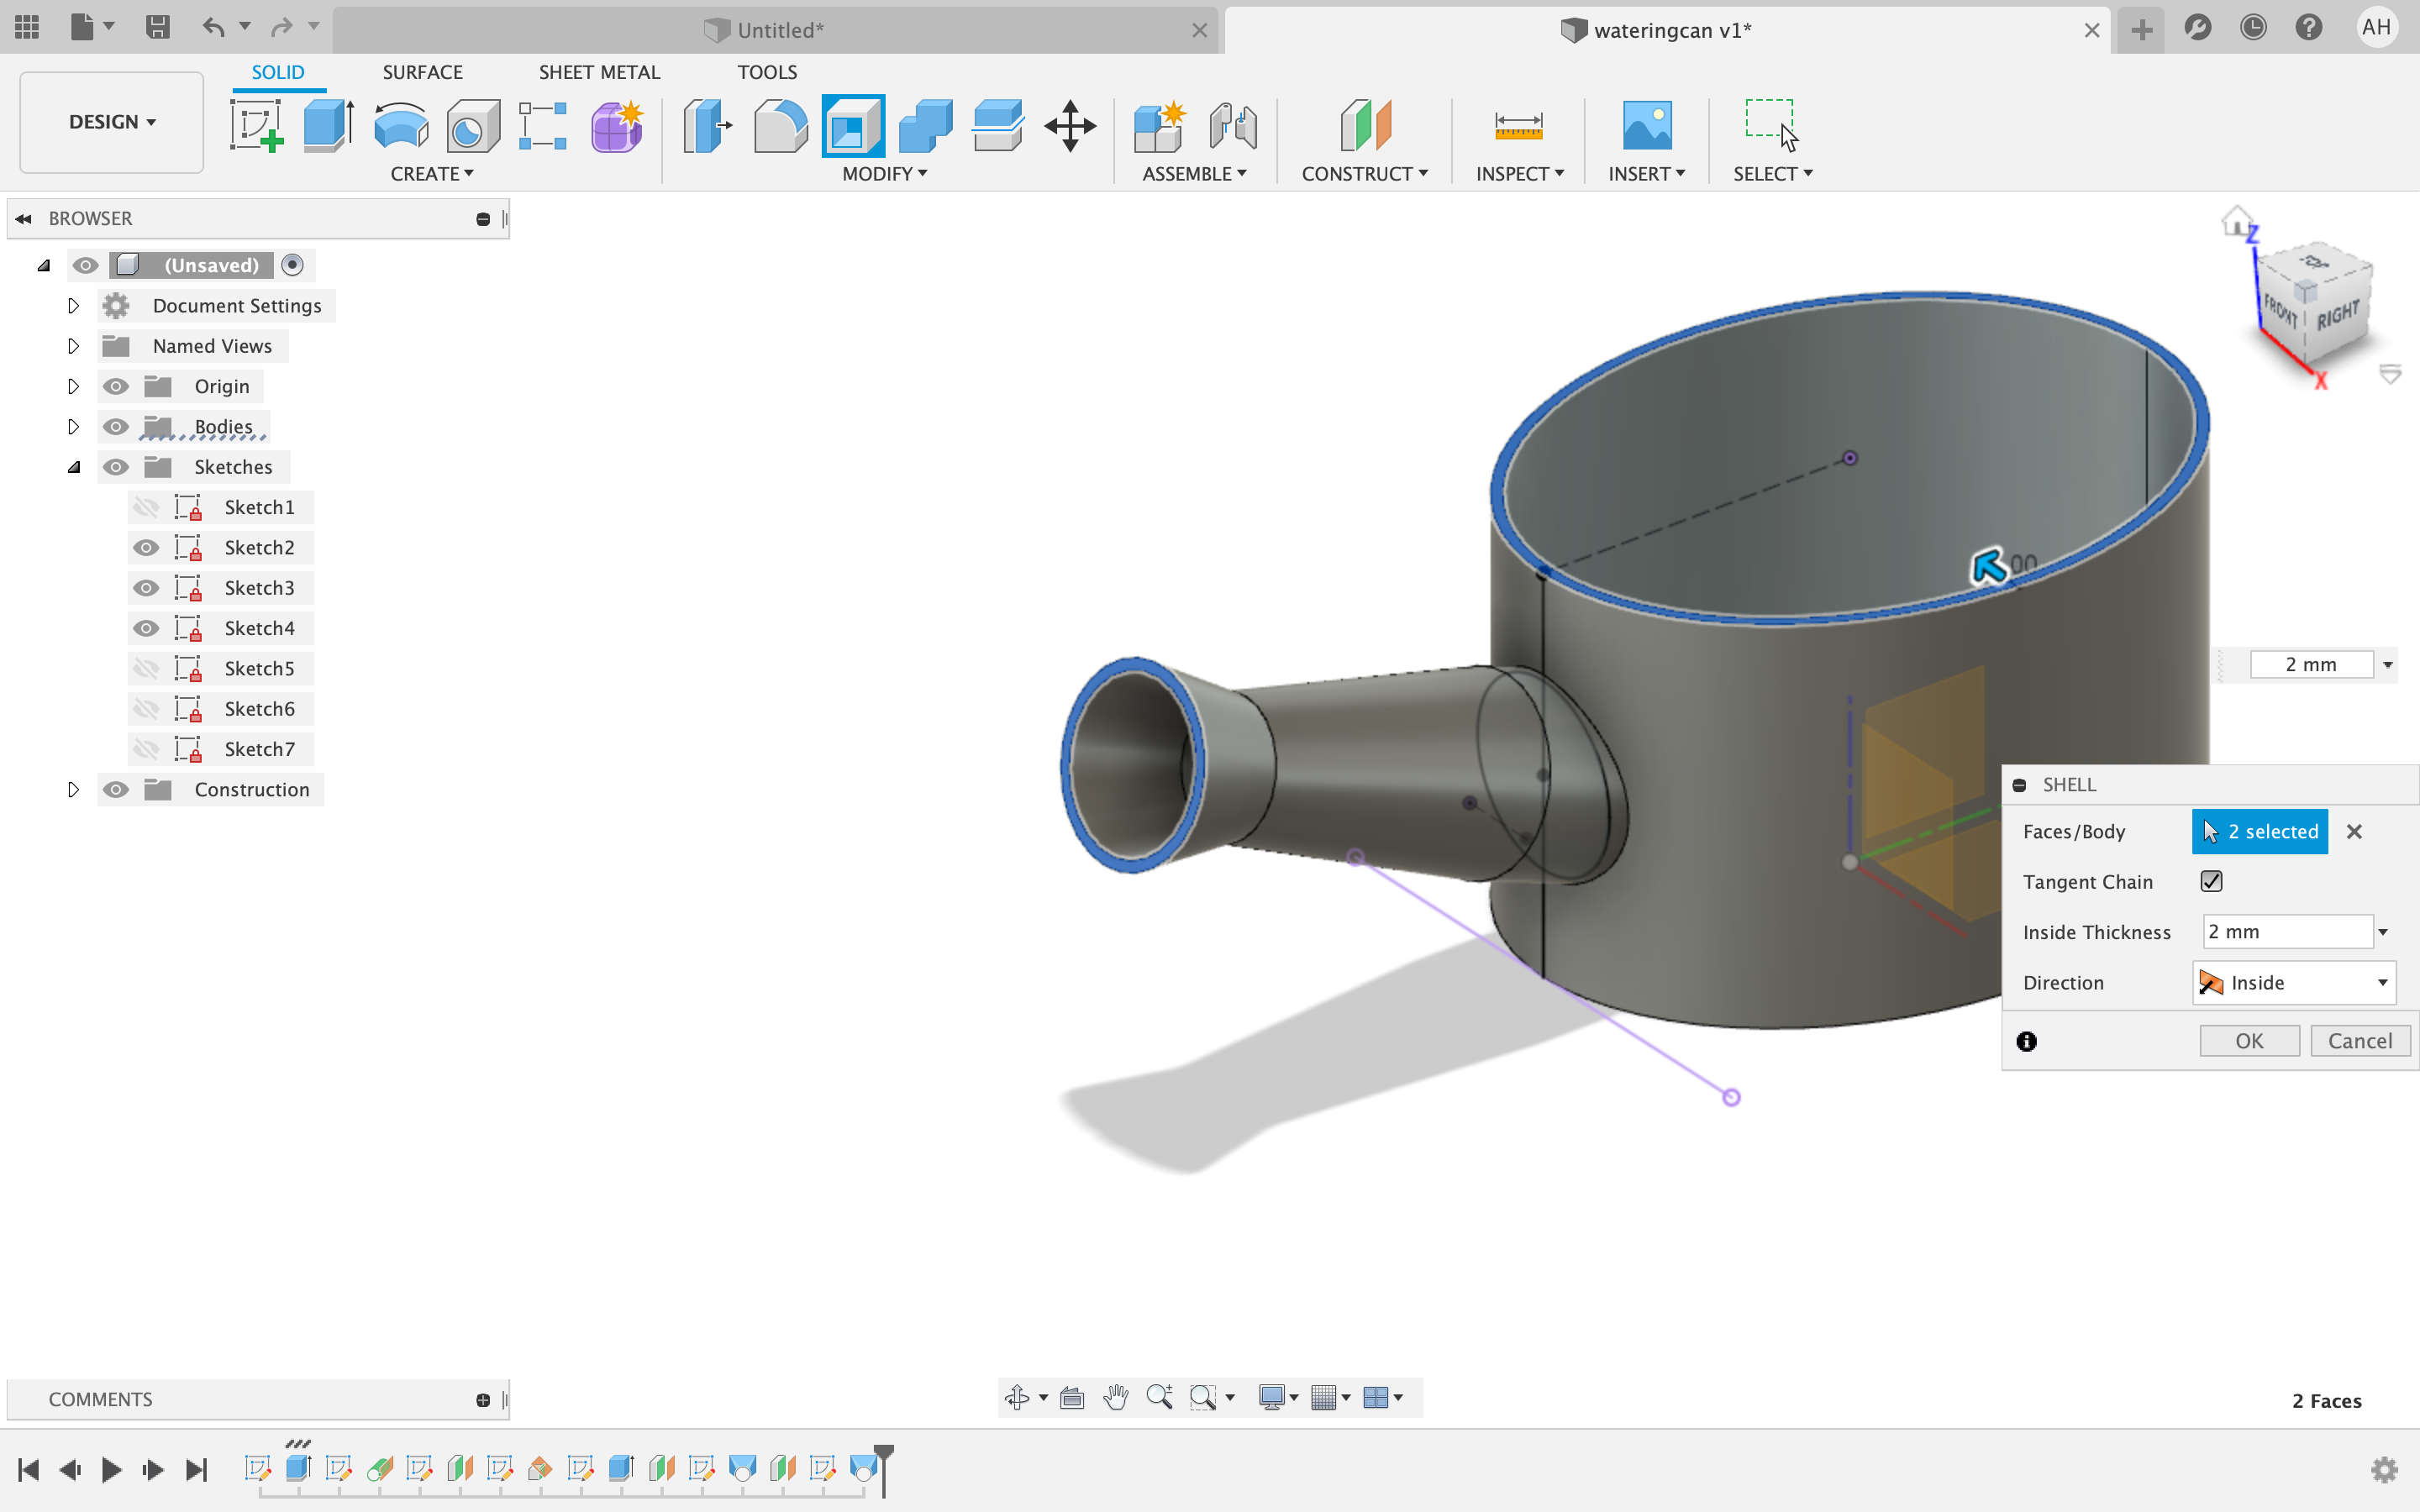 Untitled*
wateringcan v1*
AH
SOLID
SURFACE
SHEET METAL
TOOLS
DESIGN
CREATE
MODIFY
ASSEMBLE
CONSTRUCT
INSPECT
INSERT
SELECT
BROWSER
(Unsaved)
Document Settings
Named Views
Origin
Bodies
Sketches
Sketch1
Sketch2
Sketch3
Sketch4
Sketch5
Sketch6
Sketch7
Construction
Z
TOP
FRONT
RIGHT
X
2 mm
SHELL
Faces/Body
2 selected
Tangent Chain
Inside Thickness
2 mm
Direction
Inside
OK
Cancel
COMMENTS
2 Faces